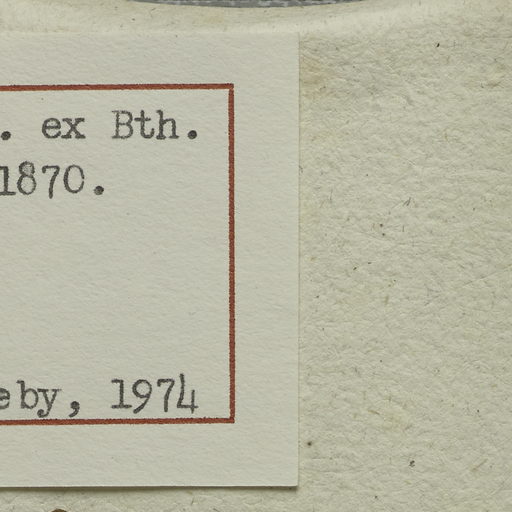 . ex Bth.
1870.
eby, 1974